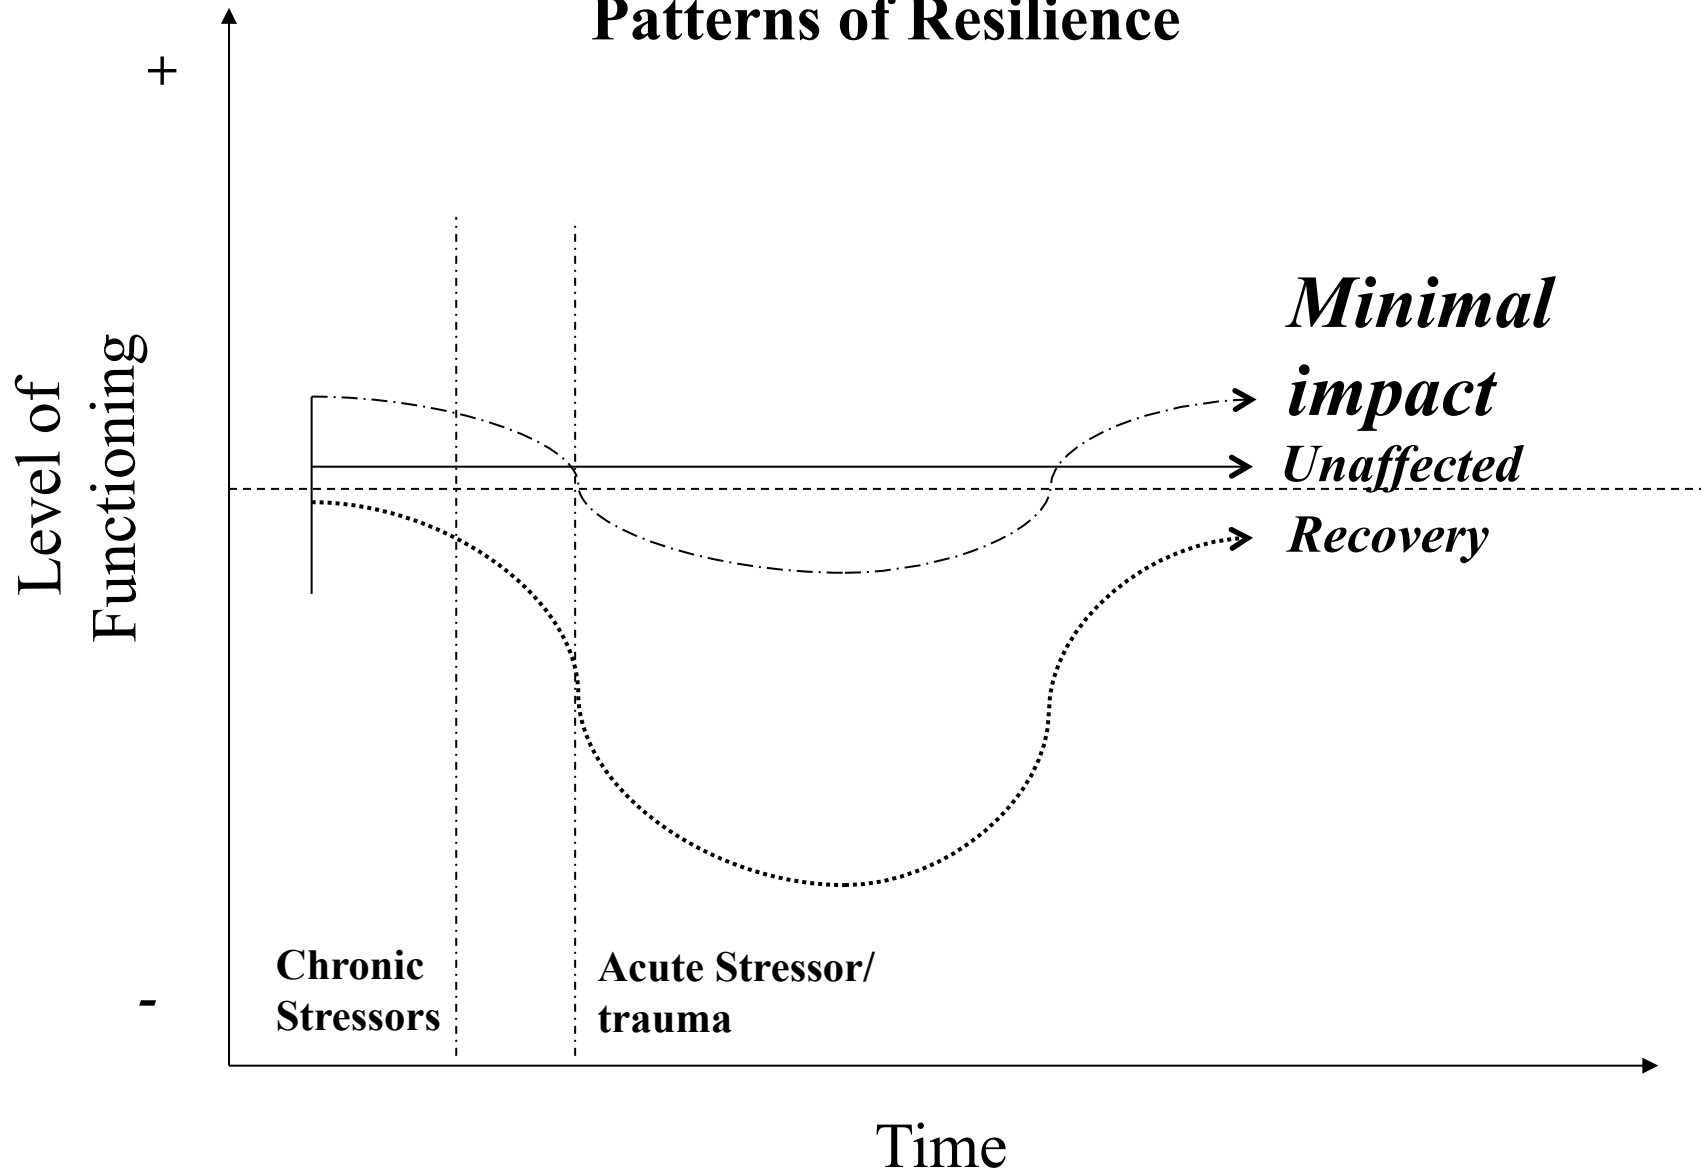 Patterns of Resilience
+
Level of
Functioning
Minimal
impact
Unaffected
Recovery
Chronic
Stressors
Acute Stressor/
trauma
-
Time